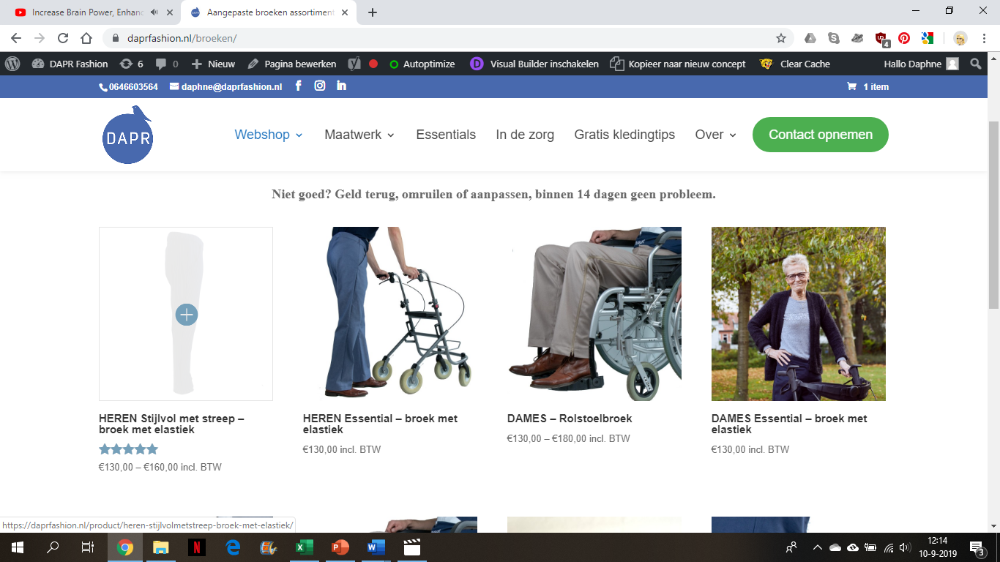 Increase Brain Power, Enhanc
Aangepaste broeken assortiment
daprfashion.nl/broeken/
4
DAPR Fashion
6
0
Nieuw
Pagina bewerken
Autoptimize
D
Visual Builder inschakelen
Kopieer naar nieuw concept
Clear Cache
Hallo Daphne
0646603564
daphne@daprfashion.nl
1 item
DAPR
Webshop
Maatwerk
Essentials
In de zorg
Gratis kledingtips
Over
Contact opnemen
Niet goed? Geld terug, omruilen of aanpassen, binnen 14 dagen geen probleem.
HEREN Stijlvol met streep –
broek met elastiek
€130,00 – €160,00 incl. BTW
HEREN Essential – broek met
elastiek
€130,00 incl. BTW
DAMES – Rolstoelbroek
€130,00 – €180,00 incl. BTW
DAMES Essential – broek met
elastiek
€130,00 incl. BTW
https://daprfashion.nl/product/heren-stijlvolmetstreep-broek-met-elastiek/
12:14
10-9-2019
3